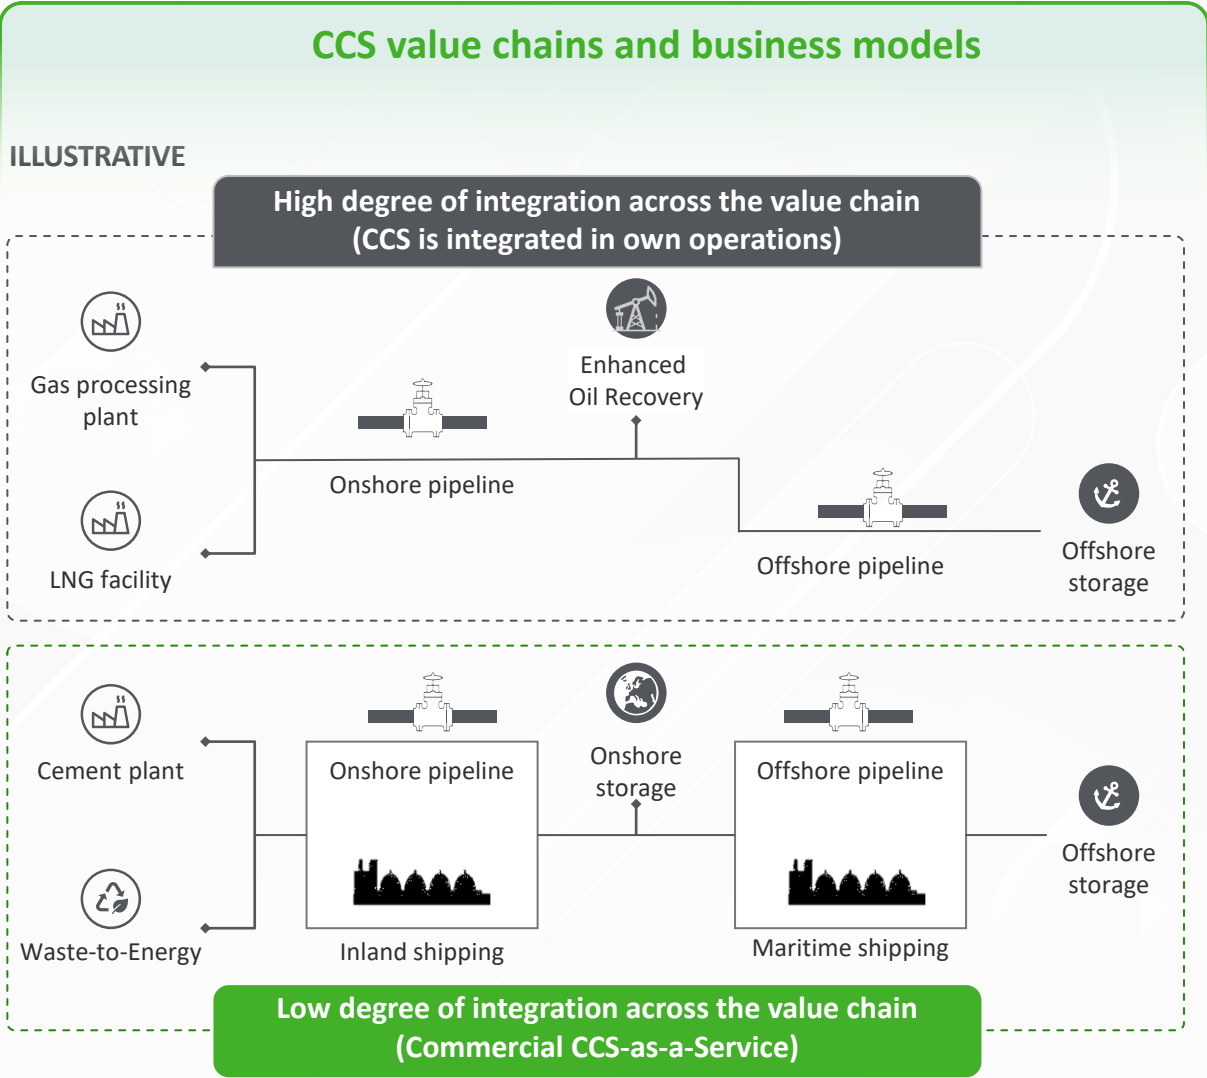 CCS value chains and business models
ILLUSTRATIVE
High degree of integration across the value chain
(CCS is integrated in own operations)
Gas processing
plant
Enhanced
Oil Recovery
Onshore pipeline
LNG facility
Offshore pipeline
Offshore
storage
Cement plant
Onshore pipeline
Onshore
storage
Offshore pipeline
Offshore
storage
Waste-to-Energy
Inland shipping
Maritime shipping
Low degree of integration across the value chain
(Commercial CCS-as-a-Service)